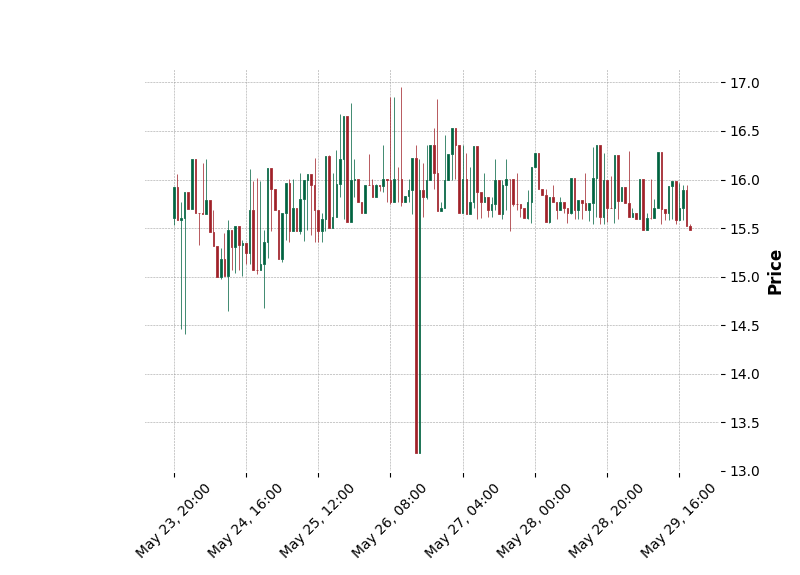 17.0
16.5
16.0
15.5
15.0
14.5
14.0
13.5
13.0
Price
May 23, 20:00
May 24, 16:00
May 25, 12:00
May 26, 08:00
May 27, 04:00
May 28, 00:00
May 28, 20:00
May 29, 16:00